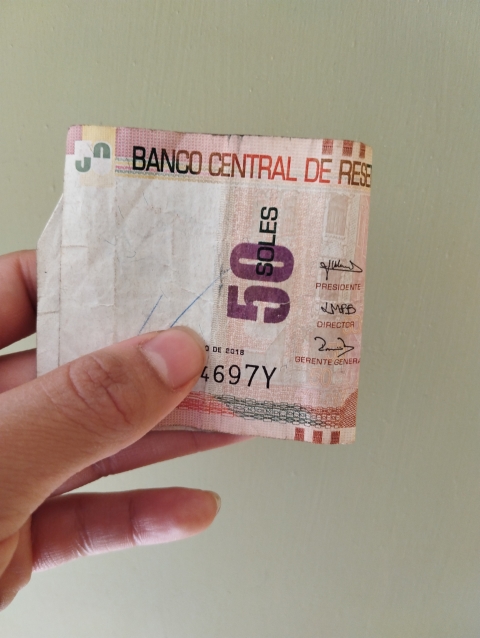 BANCO CENTRAL DE RESE
50
SOLES
PRESIDENTE
DIRECTOR
GERENTE GENERA
O DE 2018
4697Y